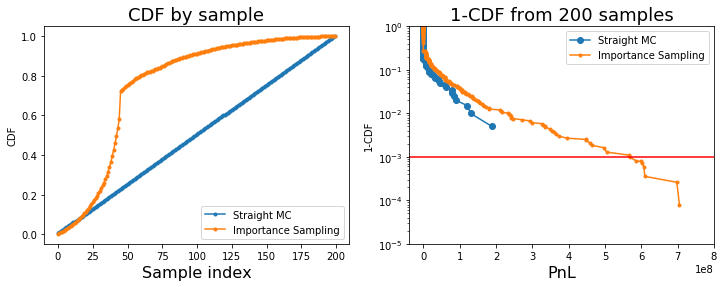 CDF by sample
CDF
1.0
0.8
0.6
0.4
0.2
0.0
Straight MC
Importance Sampling
0 25 50 75 100 125 150 175 200
Sample index
1-CDF from 200 samples
1-CDF
10⁰
10⁻¹
10⁻²
10⁻³
10⁻⁴
10⁻⁵
Straight MC
Importance Sampling
0 1 2 3 4 5 6 7 8
1e8
PnL